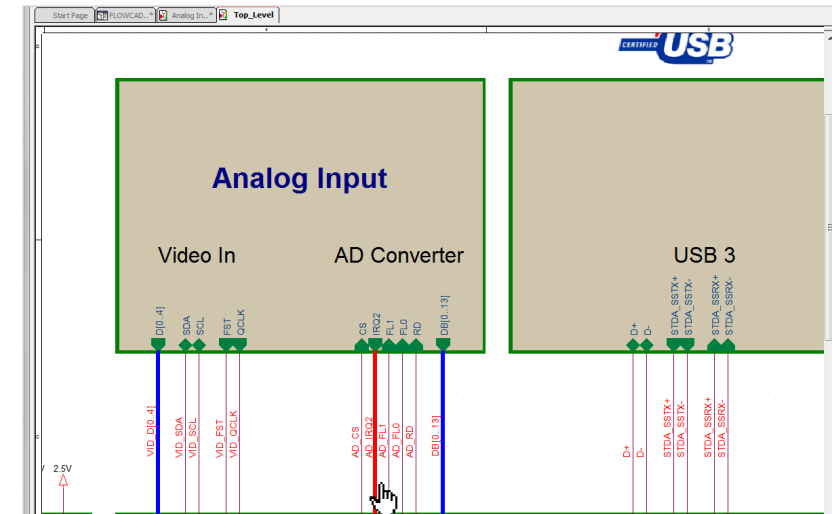 Start Page
FLOWCAD..*
Analog In..*
Top_Level
4
3
CERTIFIED USB
Analog Input
Video In
AD Converter
USB 3
D[0..4]
SDA
SCL
FST
QCLK
CS
IRQ2
FL1
FL0
RD
DB[0..13]
D+
D-
STDA_SSTX+
STDA_SSTX-
STDA_SSRX+
STDA_SSRX-
VID_D[0..4]
VID_SDA
VID_SCL
VID_FST
VID_QCLK
AD_CS
AD_IRQ2
AD_FL1
AD_FL0
AD_RD
DB[0..13]
D+
D-
STDA_SSTX+
STDA_SSTX-
STDA_SSRX+
STDA_SSRX-
2.5V